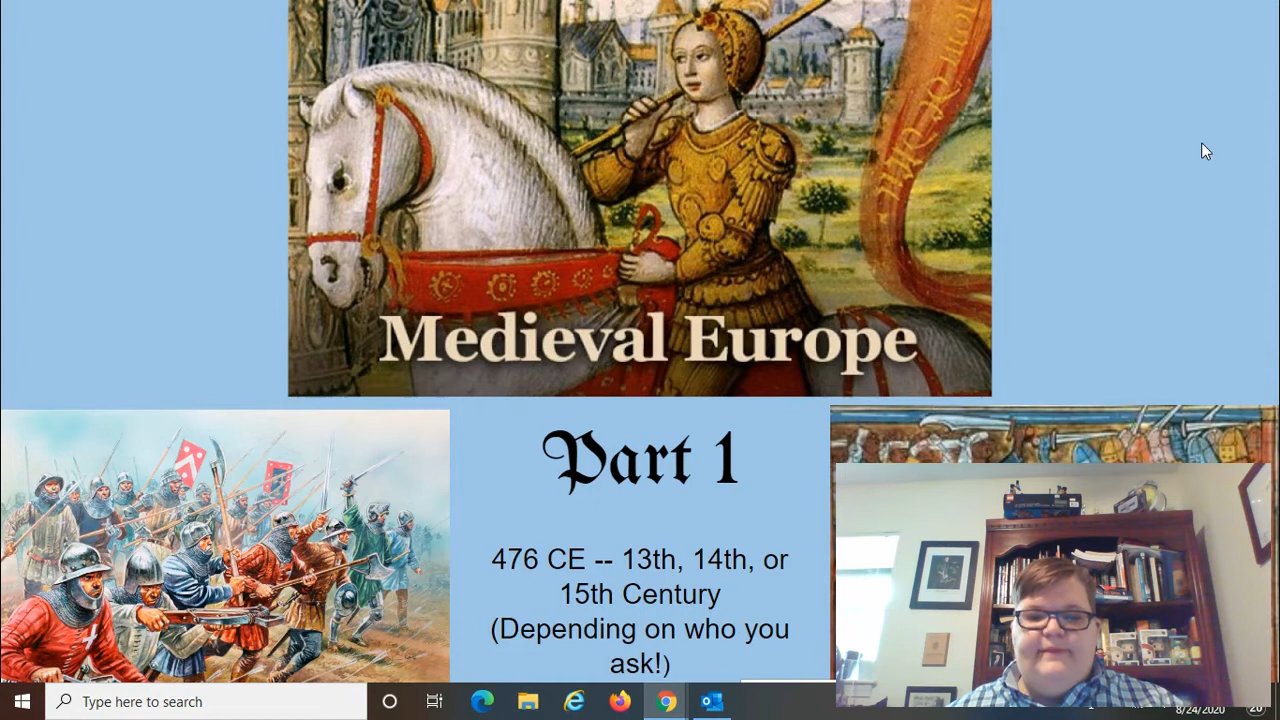 Medieval Europe
Part 1
476 CE -- 13th, 14th, or
15th Century
(Depending on who you
ask!)
Type here to search
8/24/2020
20